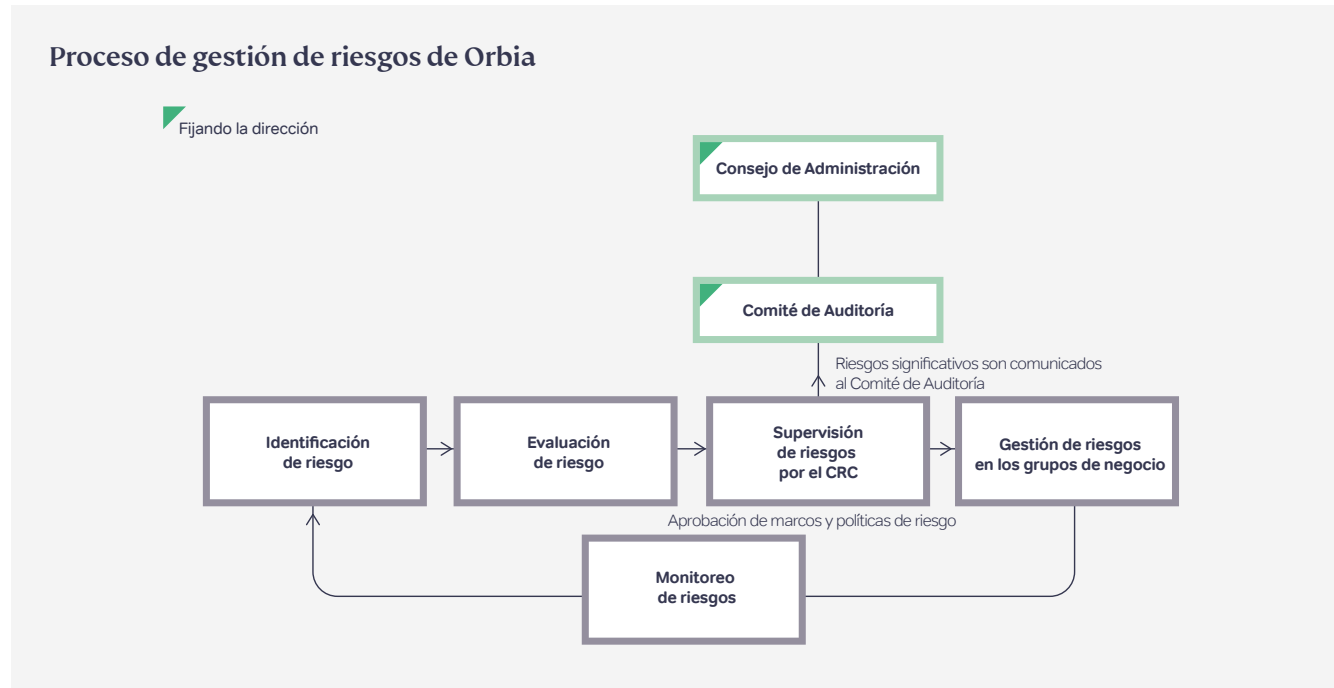 Proceso de gestión de riesgos de Orbia
Fijando la dirección
Consejo de Administración
Comité de Auditoría
Riesgos significativos son comunicados
al Comité de Auditoría
Identificación
de riesgo
Evaluación
de riesgo
Supervisión
de riesgos
por el CRC
Gestión de riesgos
en los grupos de negocio
Aprobación de marcos y políticas de riesgo
Monitoreo
de riesgos